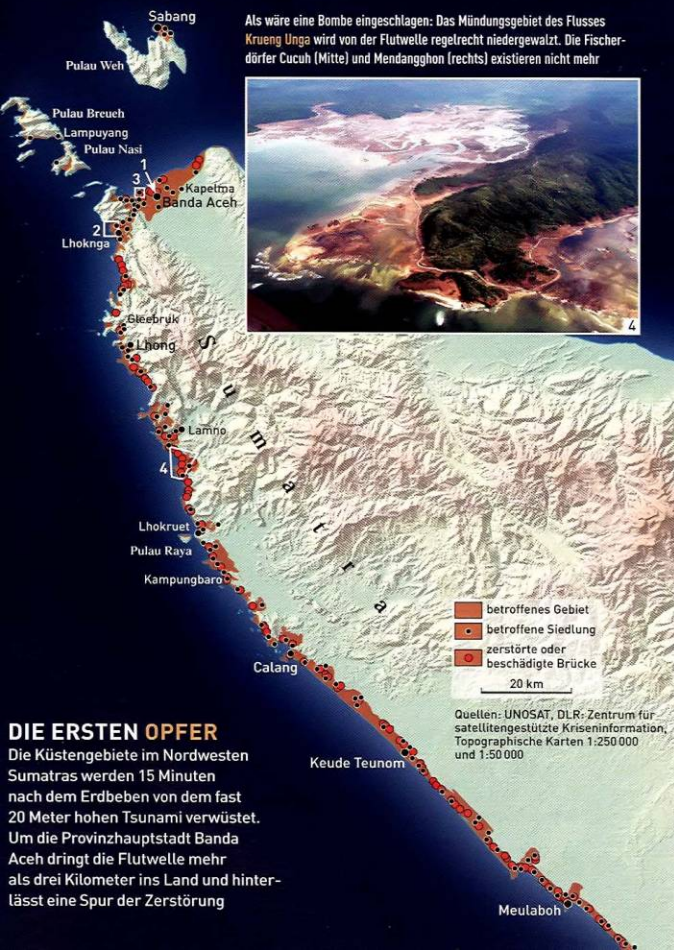 Als wäre eine Bombe eingeschlagen: Das Mündungsgebiet des Flusses
Krueng Unga wird von der Flutwelle regelrecht niedergewalzt. Die Fischer-
dörfer Cucuh (Mitte) und Mendangghon (rechts) existieren nicht mehr
4
Sabang
Pulau Weh
Pulau Breueh
Lampuyang
Pulau Nasi
1
3
Kapelma
Banda Aceh
2
Lhoknga
Gleebruk
Lhong
Sumatra
Lamno
4
Lhokruet
Pulau Raya
Kampungbaro
Calang
Keude Teunom
Meulaboh
betroffenes Gebiet
betroffene Siedlung
zerstörte oder
beschädigte Brücke
20 km
Quellen: UNOSAT, DLR: Zentrum für
satellitengestützte Kriseninformation,
Topographische Karten 1:250 000
und 1:50 000
DIE ERSTEN OPFER
Die Küstengebiete im Nordwesten
Sumatras werden 15 Minuten
nach dem Erdbeben von dem fast
20 Meter hohen Tsunami verwüstet.
Um die Provinzhauptstadt Banda
Aceh dringt die Flutwelle mehr
als drei Kilometer ins Land und hinter-
lässt eine Spur der Zerstörung